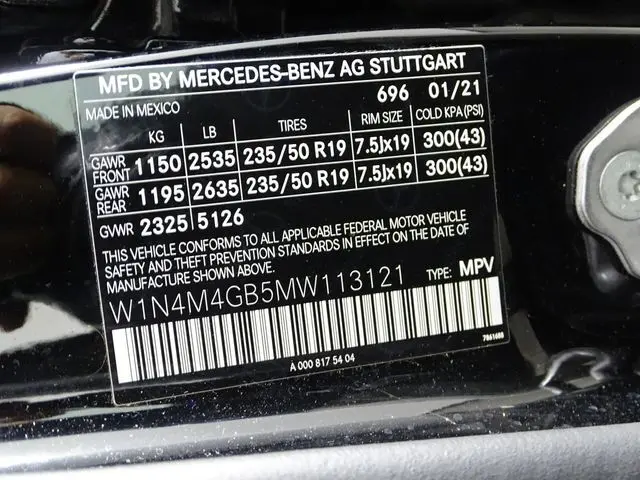 MFD BY MERCEDES-BENZ AG STUTTGART
MADE IN MEXICO 696 01/21
KG LB TIRES RIM SIZE COLD KPA(PSI)
GAWR FRONT 1150 2535 235/50 R19 7.5Jx19 300(43)
GAWR REAR 1195 2635 235/50 R19 7.5Jx19 300(43)
GVWR 2325 5126
THIS VEHICLE CONFORMS TO ALL APPLICABLE FEDERAL MOTOR VEHICLE
SAFETY AND THEFT PREVENTION STANDARDS IN EFFECT ON THE DATE OF
MANUFACTURE SHOWN ABOVE.
W1N4M4GB5MW113121 TYPE: MPV
A 000 817 54 04